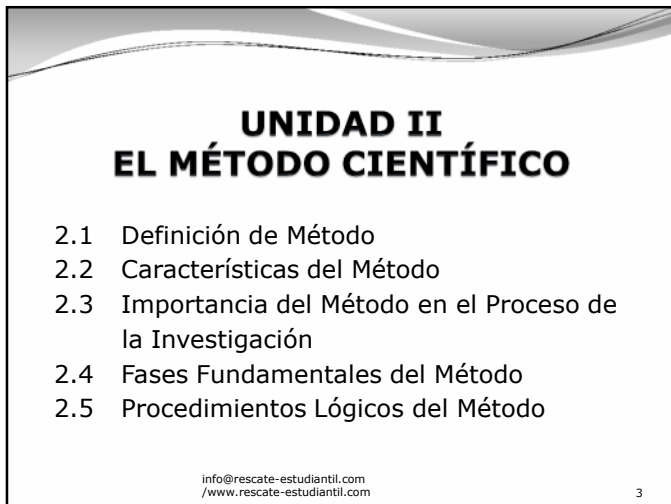 UNIDAD II
EL MÉTODO CIENTÍFICO
2.1 Definición de Método
2.2 Características del Método
2.3 Importancia del Método en el Proceso de
la Investigación
2.4 Fases Fundamentales del Método
2.5 Procedimientos Lógicos del Método
info@rescate-estudiantil.com
/www.rescate-estudiantil.com
3